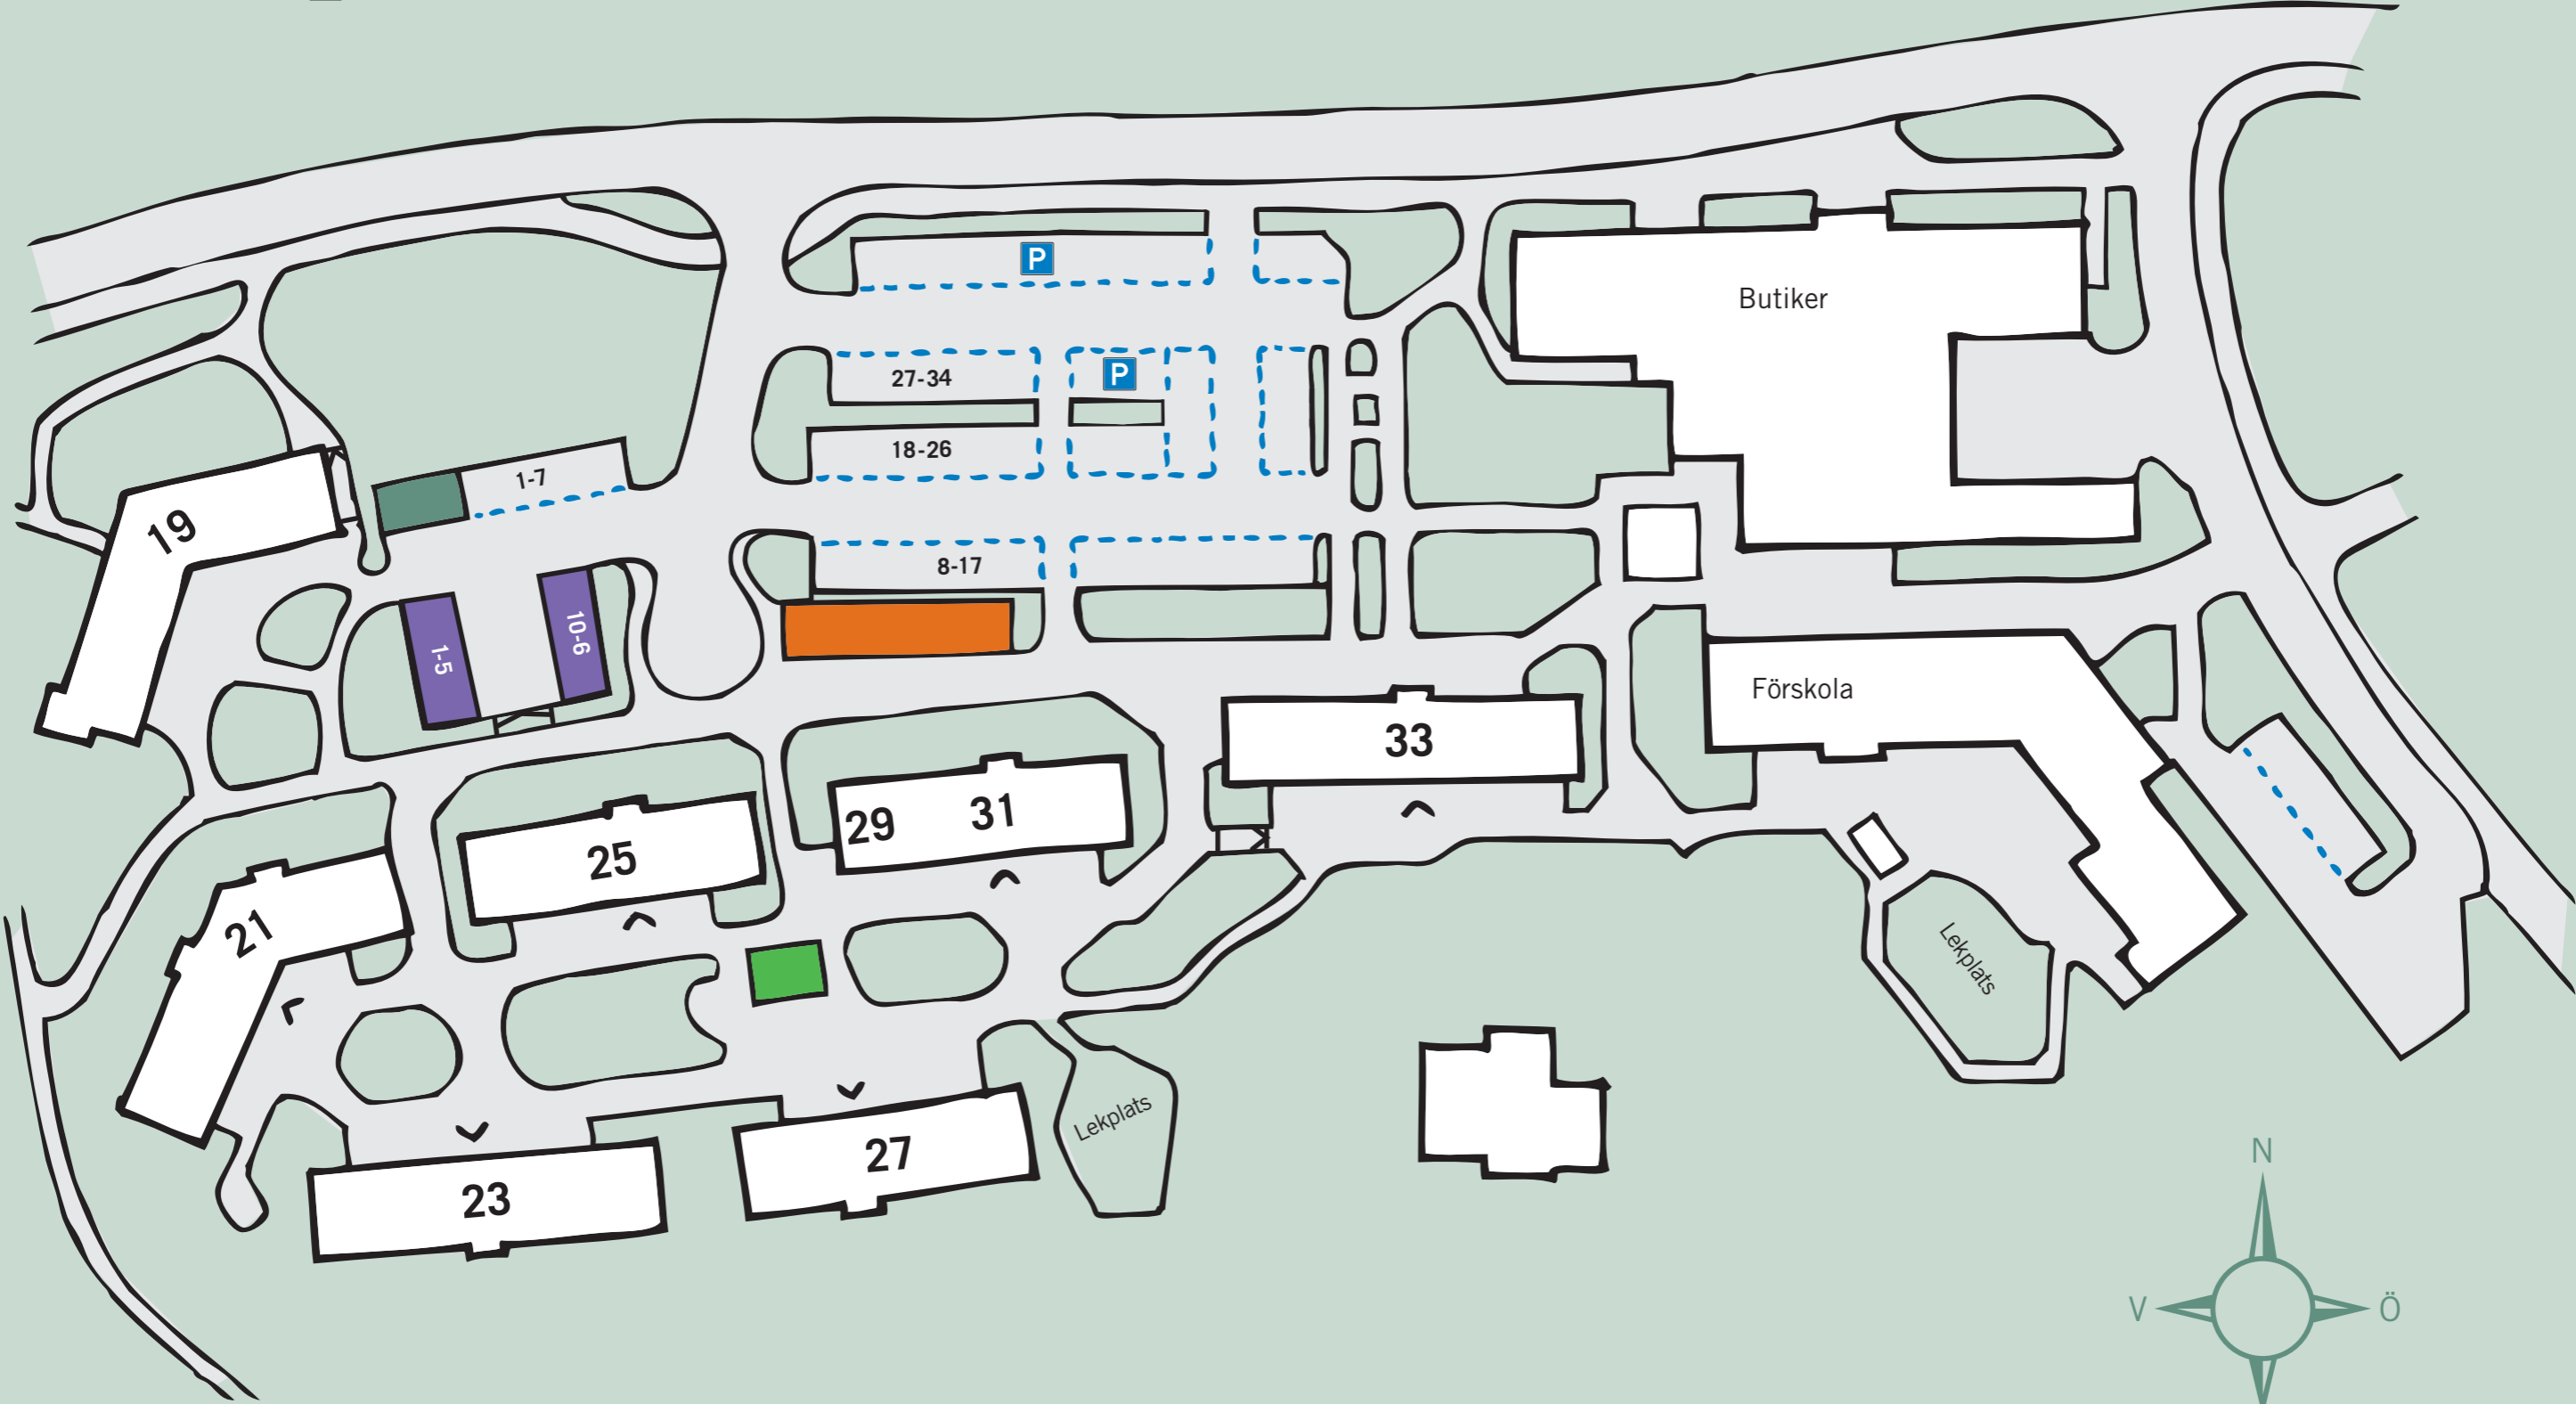 P
Butiker
27-34
P
18-26
1-7
19
8-17
1-5
10-6
Förskola
33
29
31
25
21
Lekplats
Lekplats
27
23
N
V
Ö